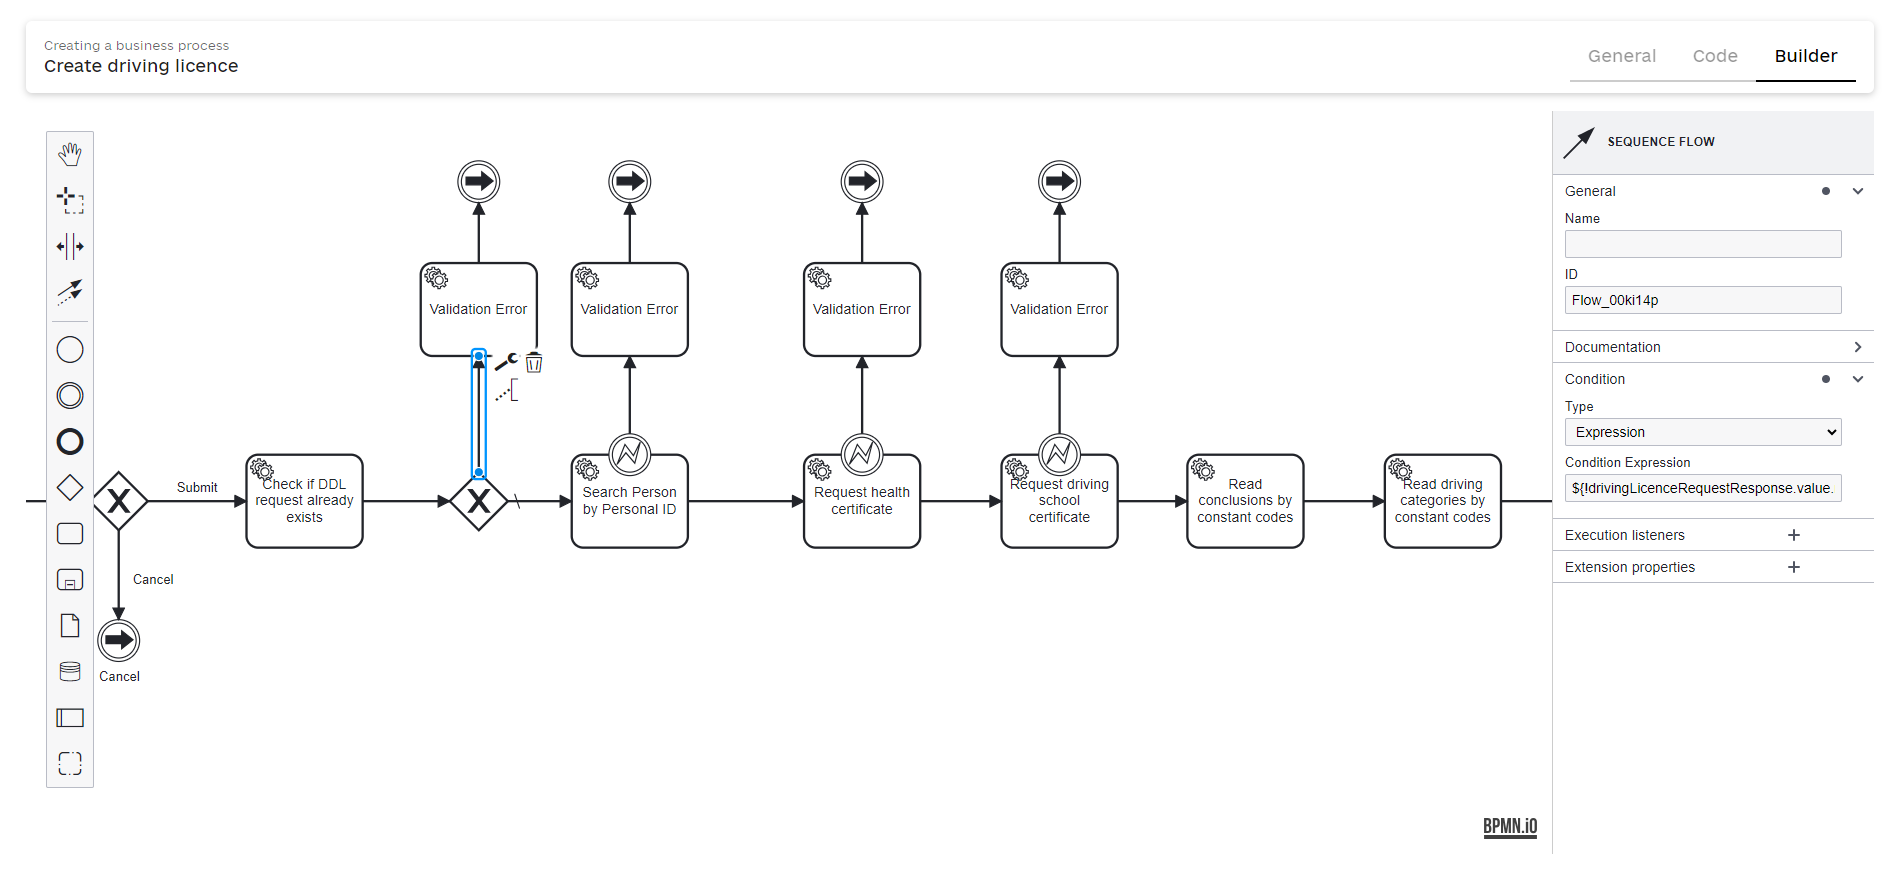 Creating a business process
Create driving licence
General
Code
Builder
SEQUENCE FLOW
General
Name
ID
Flow_00ki14p
Documentation
Condition
Type
Expression
Condition Expression
${!drivingLicenceRequestResponse.value.
Execution listeners
Extension properties
Validation Error
Validation Error
Validation Error
Validation Error
X
Submit
Check if DDL
request already
exists
X
Search Person
by Personal ID
Request health
certificate
Request driving
school
certificate
Read
conclusions by
constant codes
Read driving
categories by
constant codes
Cancel
Cancel
BPMN.iO